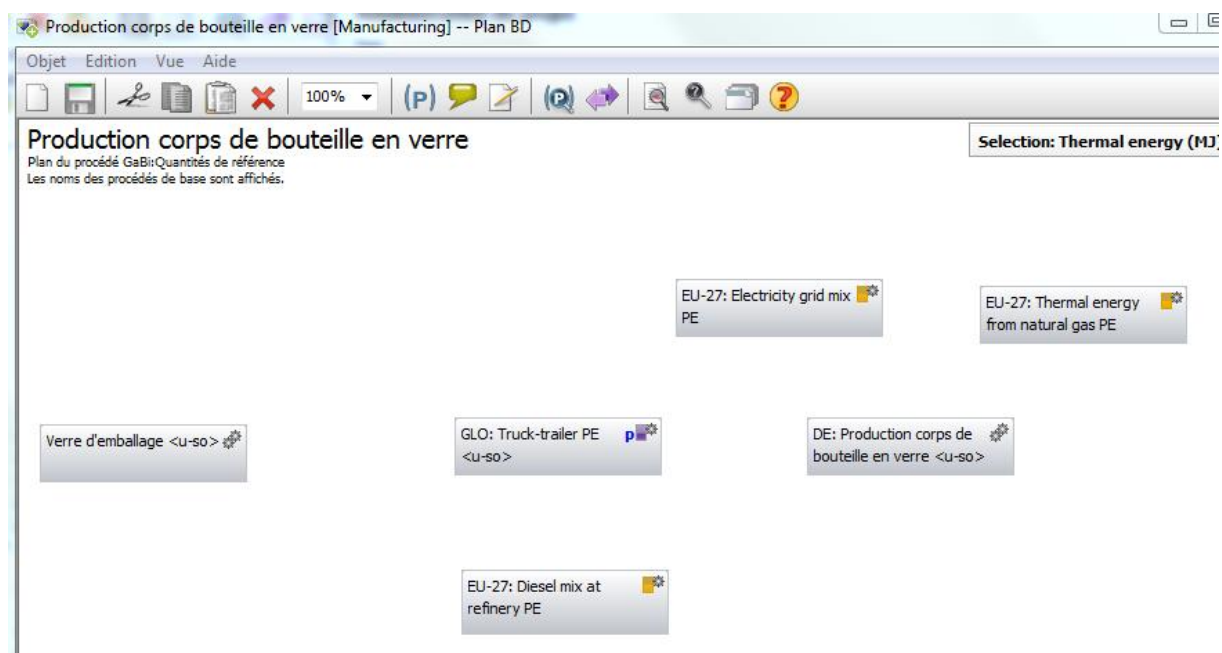 Production corps de bouteille en verre [Manufacturing] -- Plan BD
Objet Edition Vue Aide
100% (P) (P) ? ?
Production corps de bouteille en verre
Plan du procédé GaBi:Quantités de référence
Les noms des procédés de base sont affichés.
Selection: Thermal energy (MJ)
EU-27: Electricity grid mix
PE
EU-27: Thermal energy
from natural gas PE
Verre d'emballage <u-so>
GLO: Truck-trailer PE p
<u-so>
DE: Production corps de
bouteille en verre <u-so>
EU-27: Diesel mix at
refinery PE